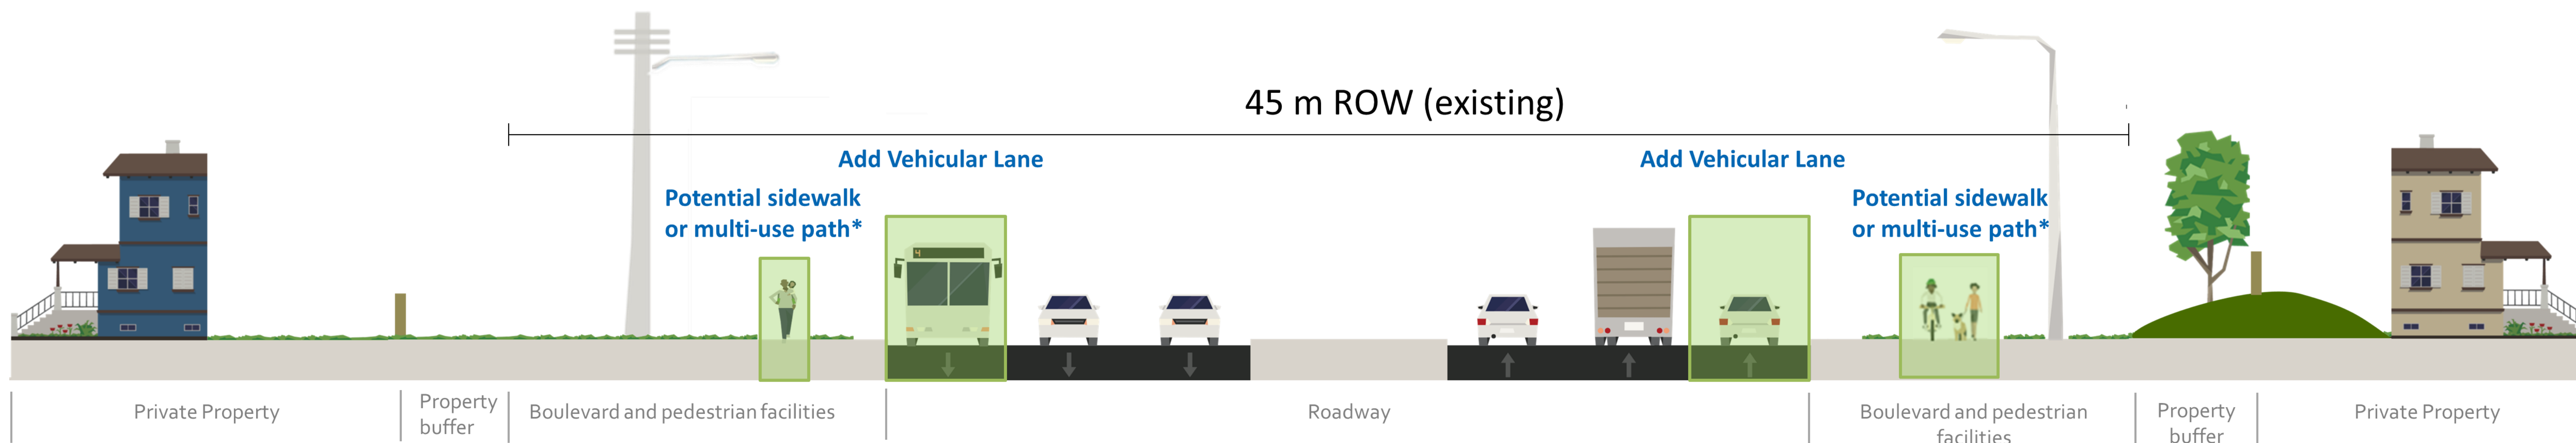 45 m ROW (existing)
Add Vehicular Lane
Add Vehicular Lane
Potential sidewalk
or multi-use path*
Potential sidewalk
or multi-use path*
4
Private Property
Property
buffer
Boulevard and pedestrian facilities
Roadway
Boulevard and pedestrian
facilities
Property
buffer
Private Property